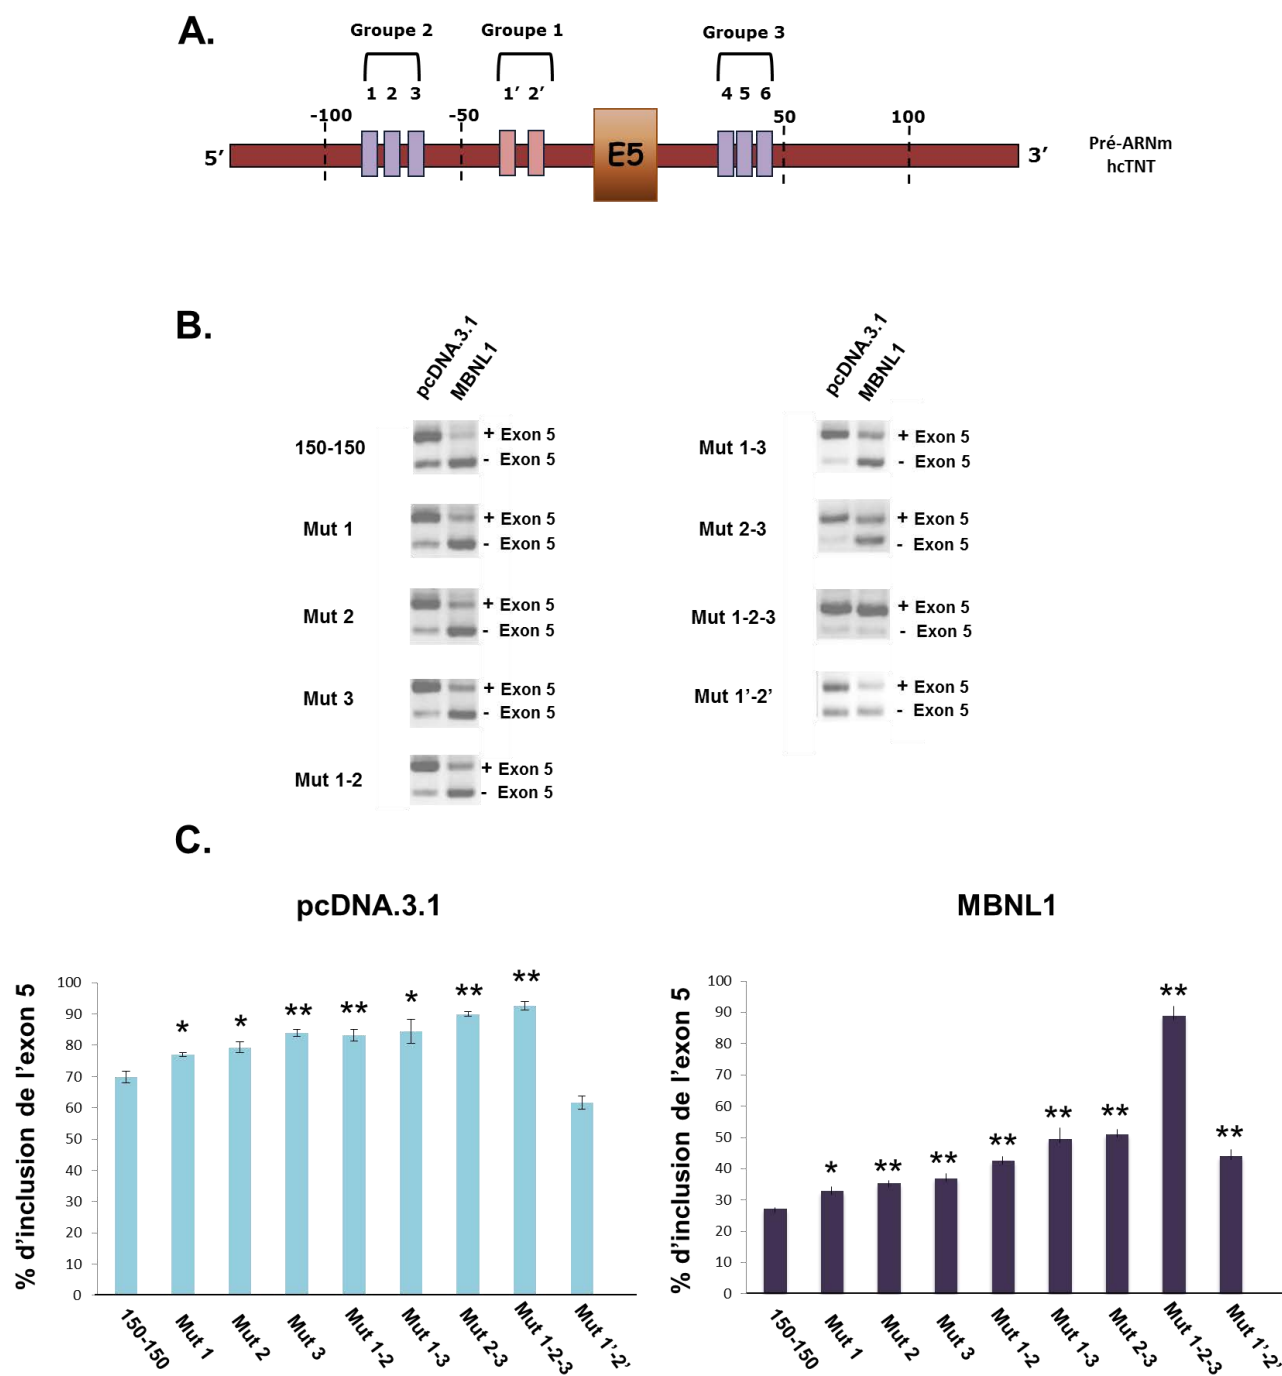 A.
Groupe 2 Groupe 1 Groupe 3
1 2 3 1′ 2′ 4 5 6
-100 -50 50 100
5′ E5 3′
Pré-ARNm
hcTNT
B.
pcDNA.3.1 MBNL1
150-150 + Exon 5
- Exon 5
Mut 1 + Exon 5
- Exon 5
Mut 2 + Exon 5
- Exon 5
Mut 3 + Exon 5
- Exon 5
Mut 1-2 + Exon 5
- Exon 5
pcDNA.3.1 MBNL1
Mut 1-3 + Exon 5
- Exon 5
Mut 2-3 + Exon 5
- Exon 5
Mut 1-2-3 + Exon 5
- Exon 5
Mut 1'-2' + Exon 5
- Exon 5
C.
pcDNA.3.1
% d'inclusion de l'exon 5
100
90
80
70
60
50
40
30
20
10
0
* * ** ** * ** **
150-150 Mut 1 Mut 2 Mut 3 Mut 1-2 Mut 1-3 Mut 2-3 Mut 1-2-3 Mut 1'-2'
MBNL1
% d'inclusion de l'exon 5
100
90
80
70
60
50
40
30
20
10
0
* ** ** ** ** ** ** **
150-150 Mut 1 Mut 2 Mut 3 Mut 1-2 Mut 1-3 Mut 2-3 Mut 1-2-3 Mut 1'-2'